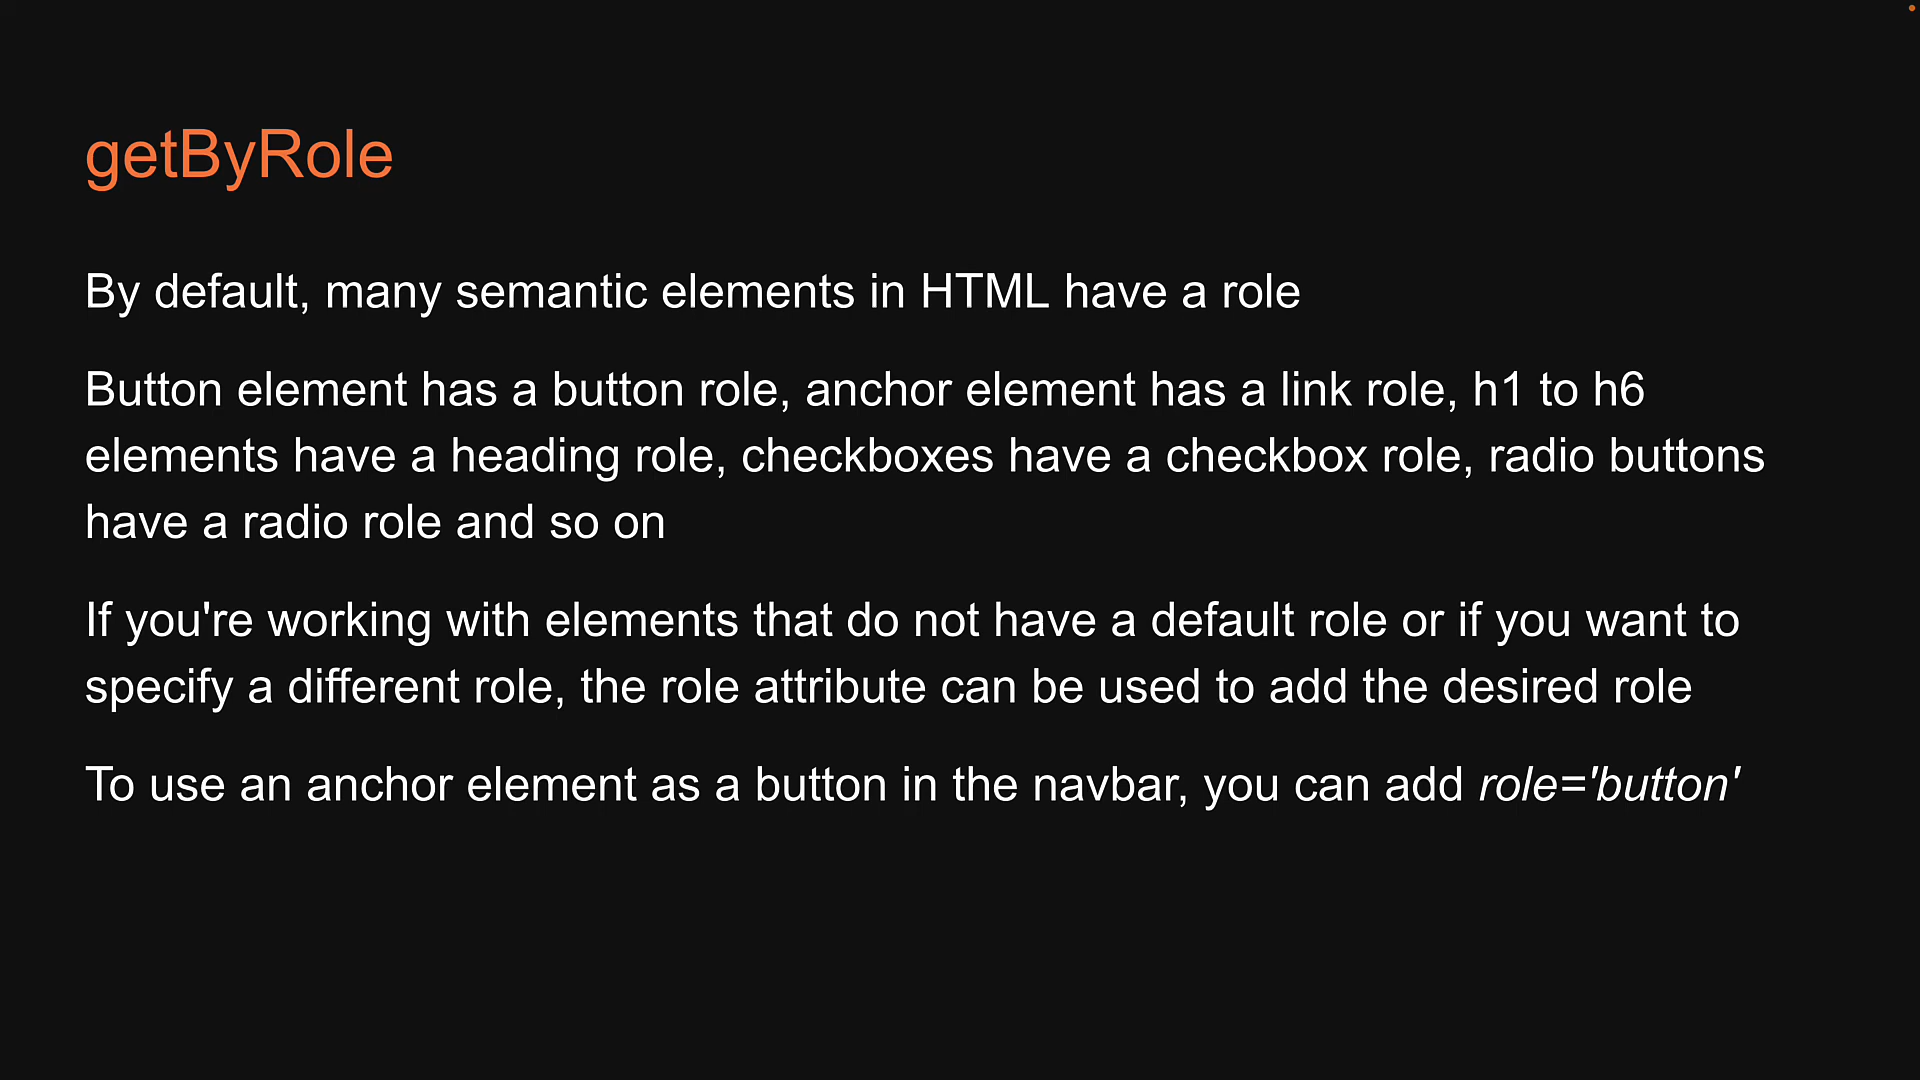 getByRole
By default, many semantic elements in HTML have a role
Button element has a button role, anchor element has a link role, h1 to h6
elements have a heading role, checkboxes have a checkbox role, radio buttons
have a radio role and so on
If you're working with elements that do not have a default role or if you want to
specify a different role, the role attribute can be used to add the desired role
To use an anchor element as a button in the navbar, you can add role='button'